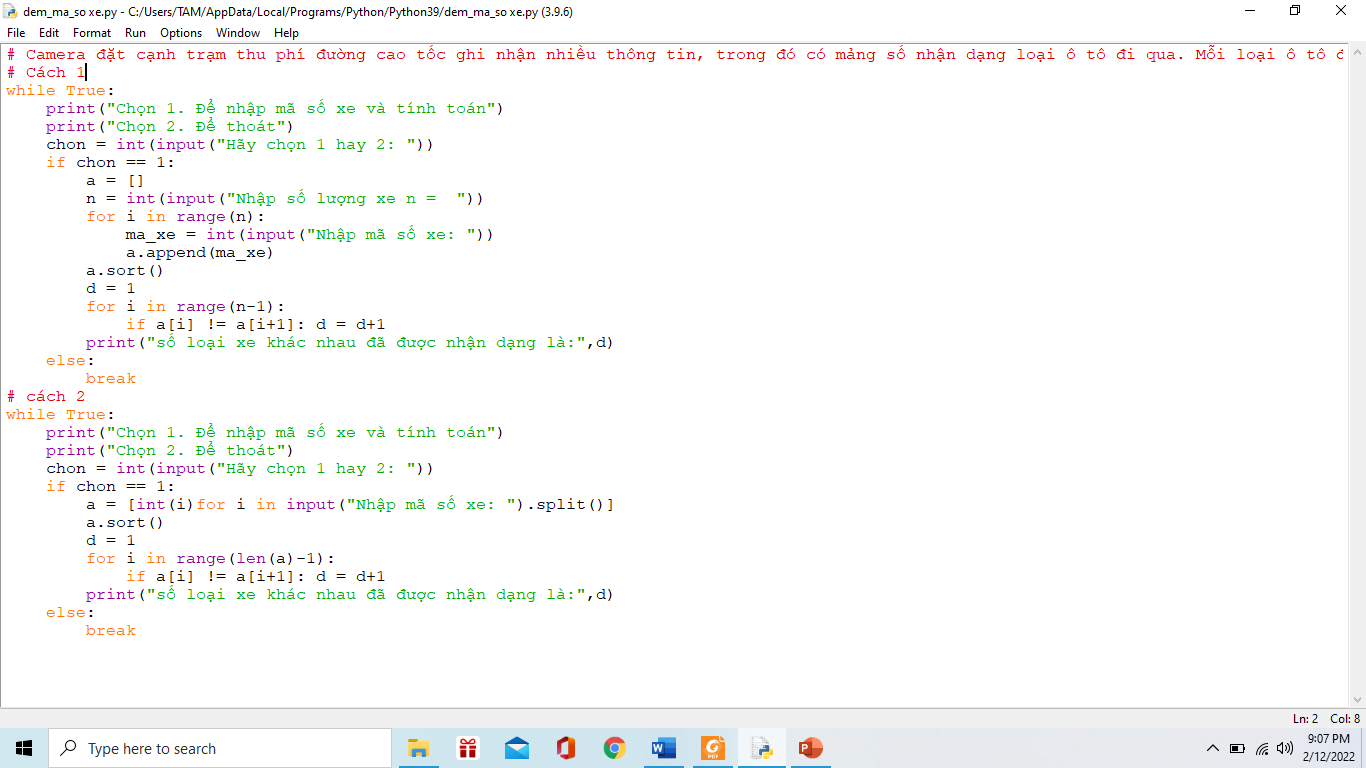 dem_ma_so xe.py - C:/Users/TAM/AppData/Local/Programs/Python/Python39/dem_ma_so xe.py (3.9.6)
File Edit Format Run Options Window Help
# Camera đặt cạnh trạm thu phí đường cao tốc ghi nhận nhiều thông tin, trong đó có mảng số nhận dạng loại ô tô đi qua. Mỗi loại ô tô đ
# Cách 1
while True:
    print("Chọn 1. Để nhập mã số xe và tính toán")
    print("Chọn 2. Để thoát")
    chon = int(input("Hãy chọn 1 hay 2: "))
    if chon == 1:
        a = []
        n = int(input("Nhập số lượng xe n =  "))
        for i in range(n):
            ma_xe = int(input("Nhập mã số xe: "))
            a.append(ma_xe)
        a.sort()
        d = 1
        for i in range(n-1):
            if a[i] != a[i+1]: d = d+1
        print("số loại xe khác nhau đã được nhận dạng là:",d)
    else:
        break
# cách 2
while True:
    print("Chọn 1. Để nhập mã số xe và tính toán")
    print("Chọn 2. Để thoát")
    chon = int(input("Hãy chọn 1 hay 2: "))
    if chon == 1:
        a = [int(i)for i in input("Nhập mã số xe: ").split()]
        a.sort()
        d = 1
        for i in range(len(a)-1):
            if a[i] != a[i+1]: d = d+1
        print("số loại xe khác nhau đã được nhận dạng là:",d)
    else:
        break
Ln: 2 Col: 8
Type here to search
W
PDF
P
9:07 PM
2/12/2022